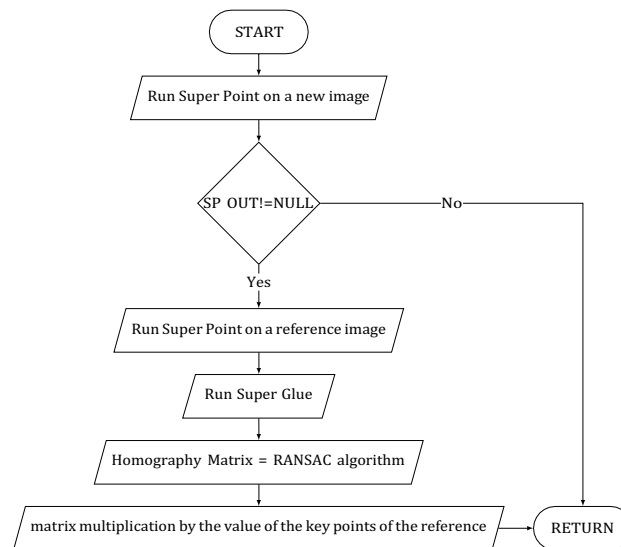 START
Run Super Point on a new image
SP OUT!=NULL
No
Yes
Run Super Point on a reference image
Run Super Glue
Homography Matrix = RANSAC algorithm
matrix multiplication by the value of the key points of the reference
RETURN